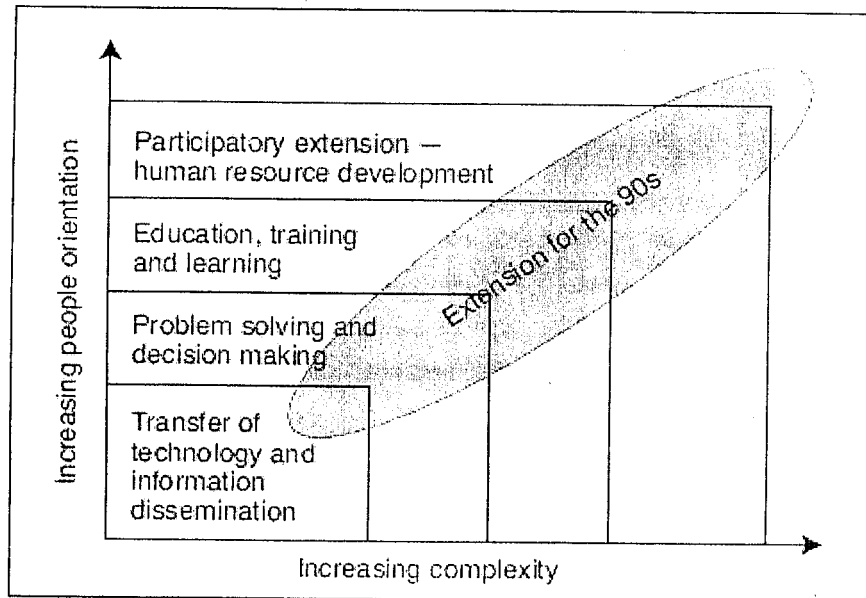 Increasing people orientation
Participatory extension —
human resource development
Education, training
and learning
Problem solving and
decision making
Transfer of
technology and
information
dissemination
Extension for the 90s
Increasing complexity